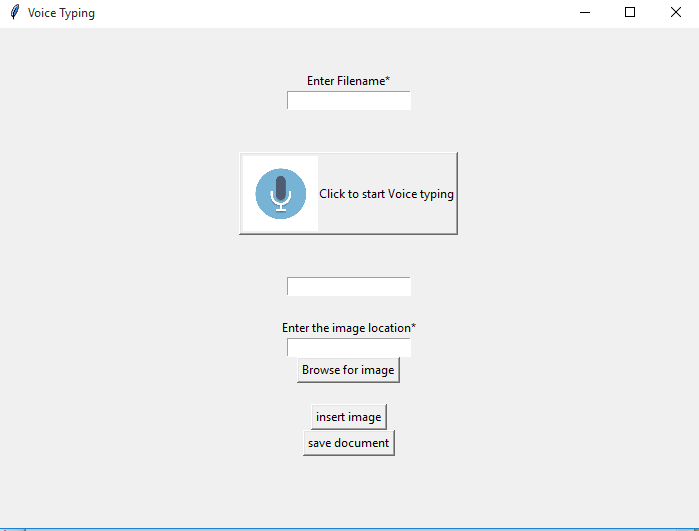 Voice Typing
Enter Filename*
Click to start Voice typing
Enter the image location*
Browse for image
insert image
save document